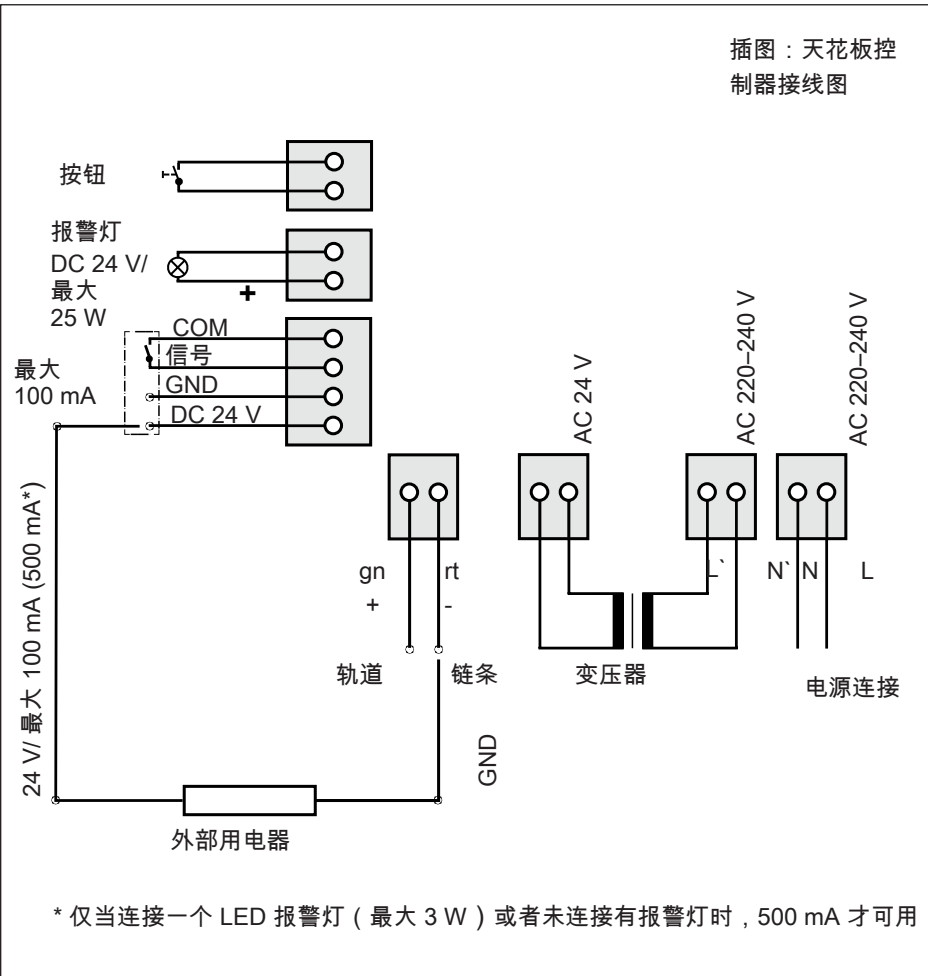 插图：天花板控
制器接线图
按钮
报警灯
DC 24 V/
最大
25 W
+
COM
信号
GND
DC 24 V
最大
100 mA
AC 24 V
AC 220–240 V
AC 220–240 V
24 V/ 最大 100 mA (500 mA*)
gn
rt
+
-
L`
N`
N
L
轨道
链条
变压器
电源连接
GND
外部用电器
* 仅当连接一个 LED 报警灯（最大 3 W）或者未连接有报警灯时，500 mA 才可用